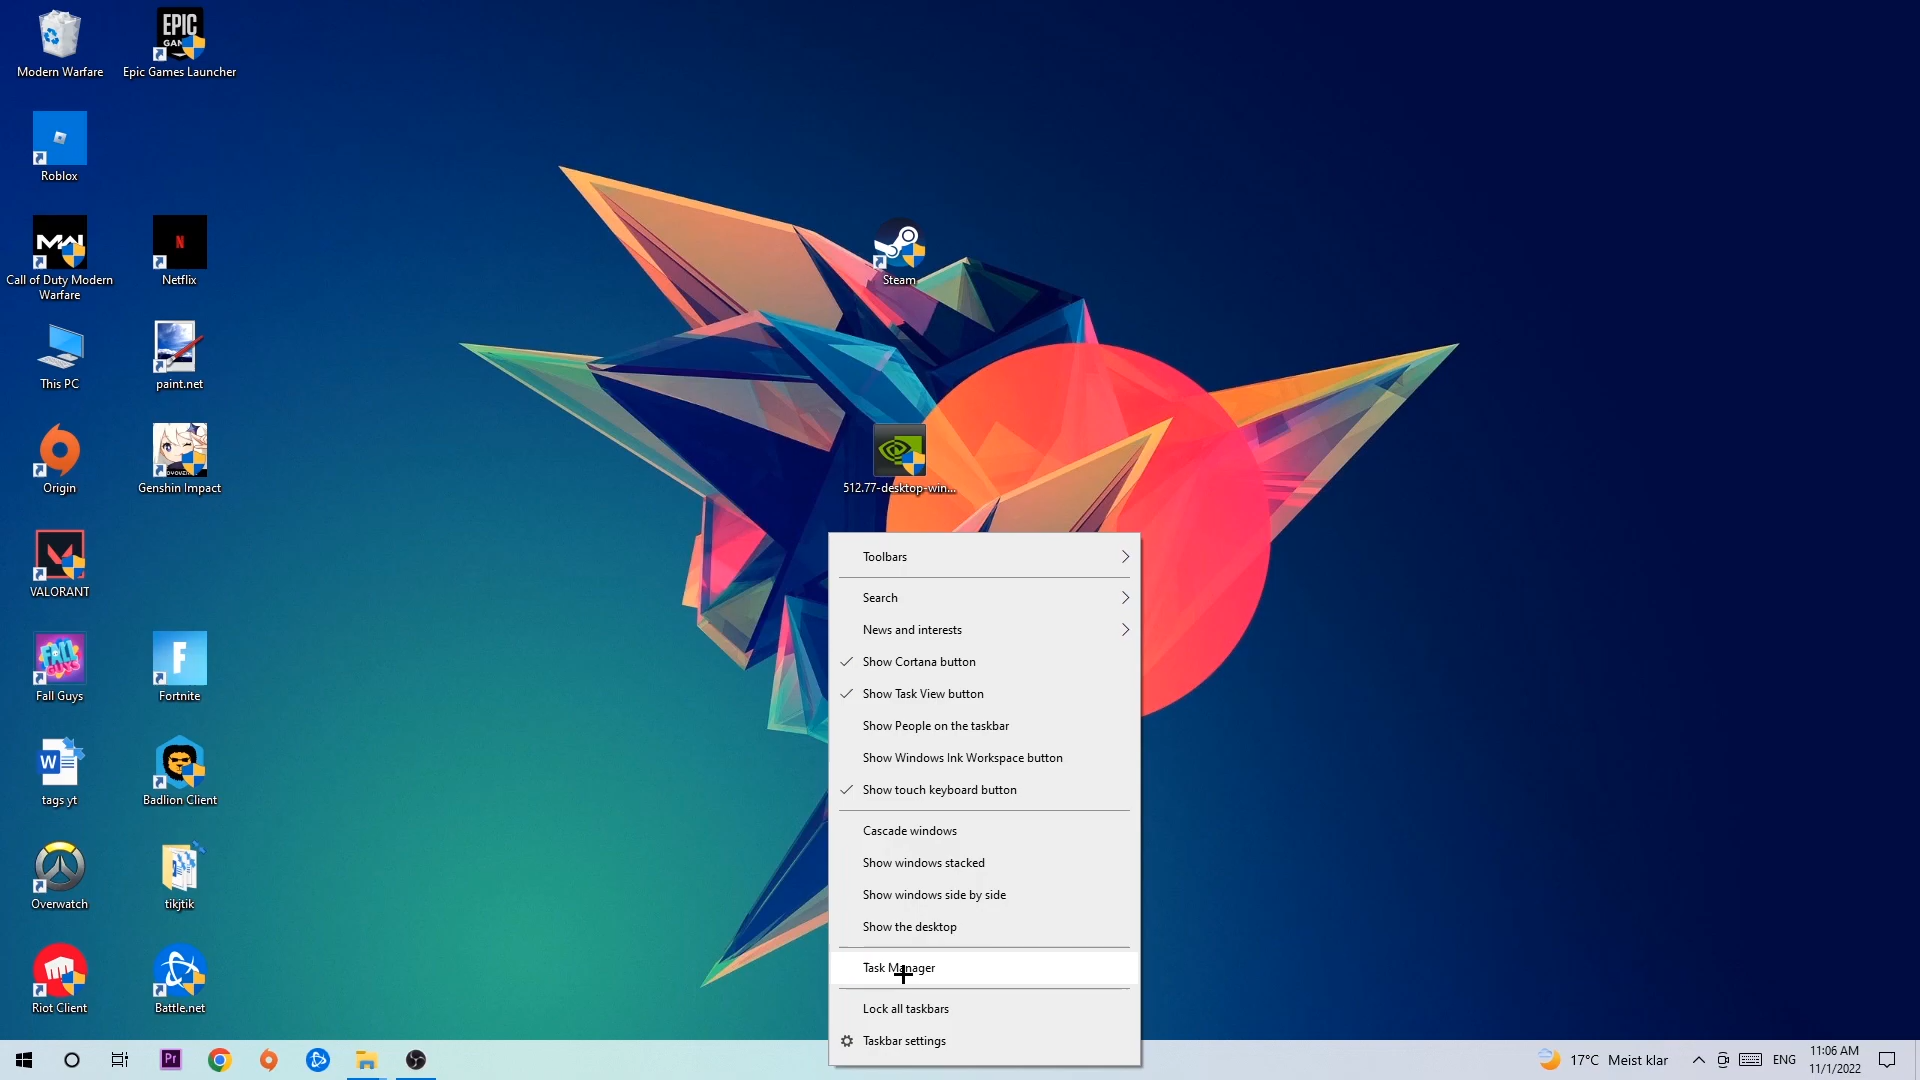 Modern Warfare
EPIC
GAMES
Epic Games Launcher
Roblox
MW
Call of Duty Modern
Warfare
N
Netflix
Steam
This PC
paint.net
Origin
Genshin Impact
512.77-desktop-win...
VALORANT
FALL
GUYS
Fall Guys
F
Fortnite
W
tags yt
Badlion Client
Overwatch
tikjtik
Riot Client
Battle.net
Toolbars
Search
News and interests
Show Cortana button
Show Task View button
Show People on the taskbar
Show Windows Ink Workspace button
Show touch keyboard button
Cascade windows
Show windows stacked
Show windows side by side
Show the desktop
Task Manager
Lock all taskbars
Taskbar settings
Pr
17°C Meist klar
ENG
11:06 AM
11/1/2022